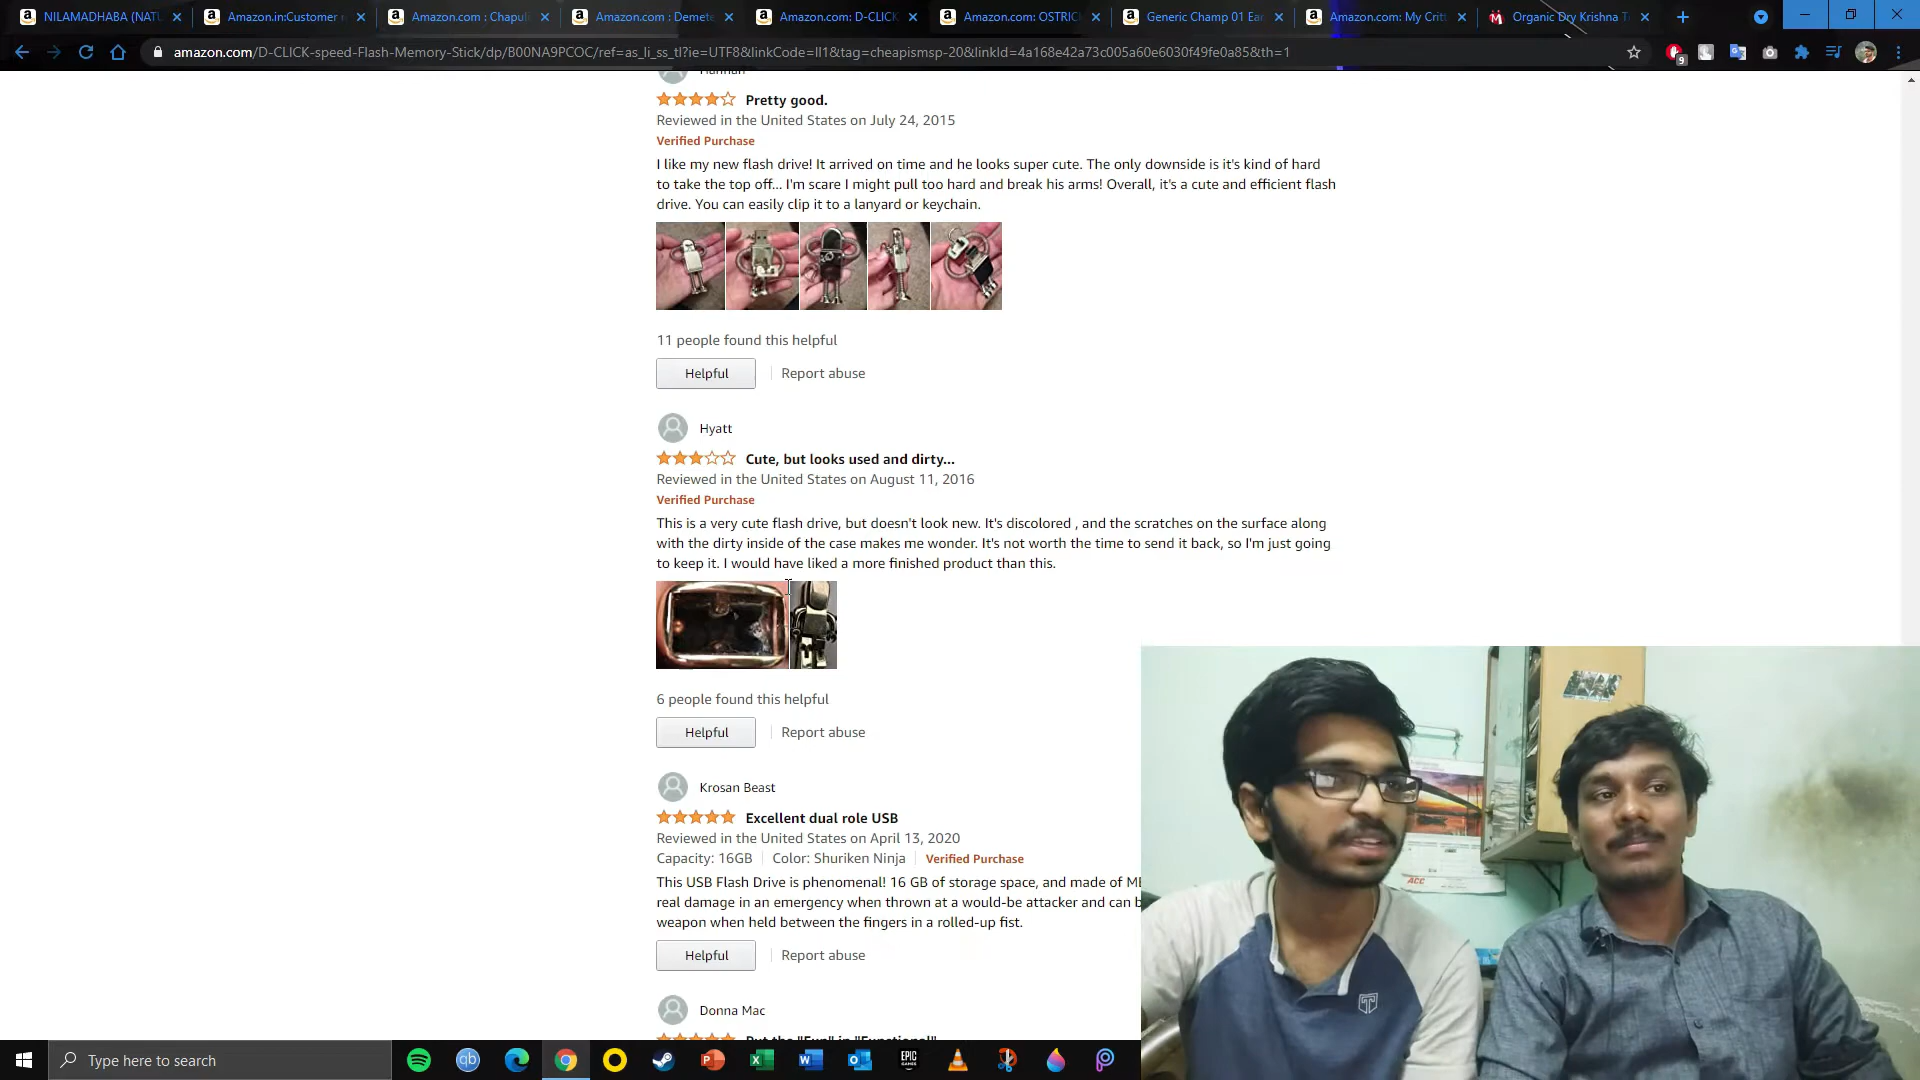 NILAMADHABA (NATU
Amazon.in:Customer r
Amazon.com : Chapuli
Amazon.com : Demete
Amazon.com: D-CLICK
Amazon.com: OSTRIC
Generic Champ 01 Ear
Amazon.com: My Critt
Organic Dry Krishna T
amazon.com/D-CLICK-speed-Flash-Memory-Stick/dp/B00NA9PCOC/ref=as_li_ss_tl?ie=UTF8&linkCode=ll1&tag=cheapismsp-20&linkId=4a168e42a73c005a60e6030f49fe0a85&th=1
9
Hannah
Pretty good.
Reviewed in the United States on July 24, 2015
Verified Purchase
I like my new flash drive! It arrived on time and he looks super cute. The only downside is it's kind of hard
to take the top off... I'm scare I might pull too hard and break his arms! Overall, it's a cute and efficient flash
drive. You can easily clip it to a lanyard or keychain.
11 people found this helpful
Helpful
Report abuse
Hyatt
Cute, but looks used and dirty...
Reviewed in the United States on August 11, 2016
Verified Purchase
This is a very cute flash drive, but doesn't look new. It's discolored , and the scratches on the surface along
with the dirty inside of the case makes me wonder. It's not worth the time to send it back, so I'm just going
to keep it. I would have liked a more finished product than this.
6 people found this helpful
Helpful
Report abuse
Krosan Beast
Excellent dual role USB
Reviewed in the United States on April 13, 2020
Capacity: 16GB
Color: Shuriken Ninja
Verified Purchase
This USB Flash Drive is phenomenal! 16 GB of storage space, and made of ME
real damage in an emergency when thrown at a would-be attacker and can b
weapon when held between the fingers in a rolled-up fist.
Helpful
Report abuse
Donna Mac
Put the "Fun" in "Functional"
ACC
Type here to search
qb
EPIC
GAMES